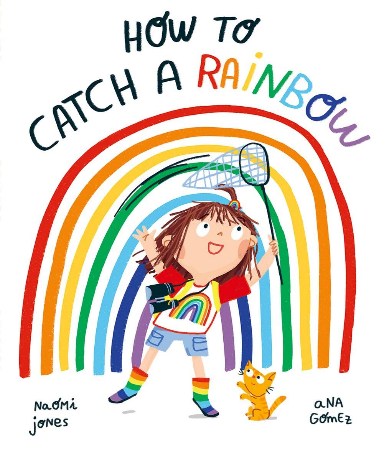 HOW TO
CATCH A RAiNBOW
NAOMi
jONES
aNA
GÓMEZ